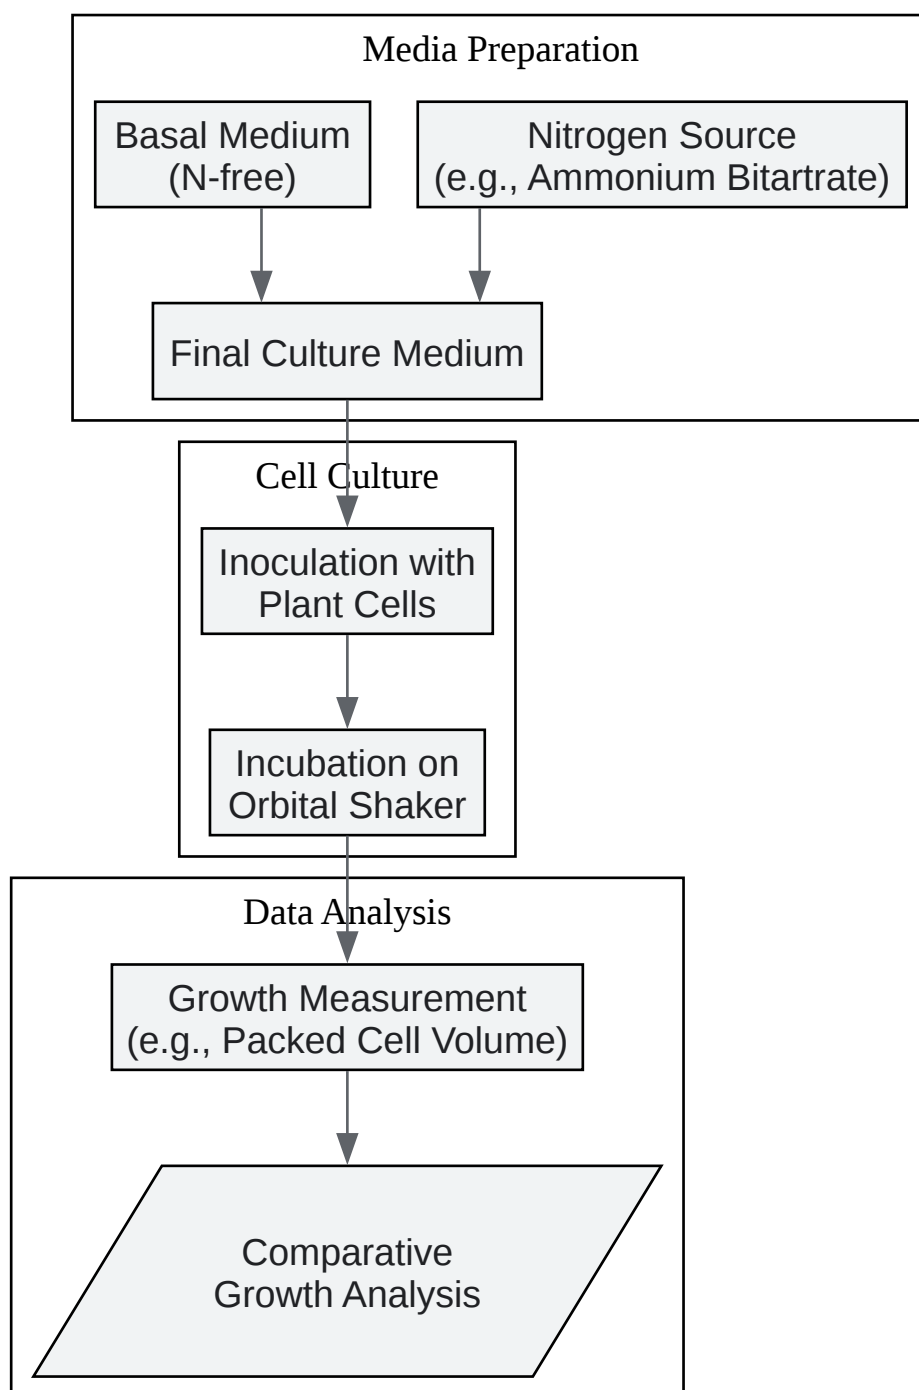 Media Preparation
Basal Medium
(N-free)
Nitrogen Source
(e.g., Ammonium Bitartrate)
Final Culture Medium
Cell Culture
Inoculation with
Plant Cells
Incubation on
Orbital Shaker
Data Analysis
Growth Measurement
(e.g., Packed Cell Volume)
Comparative
Growth Analysis